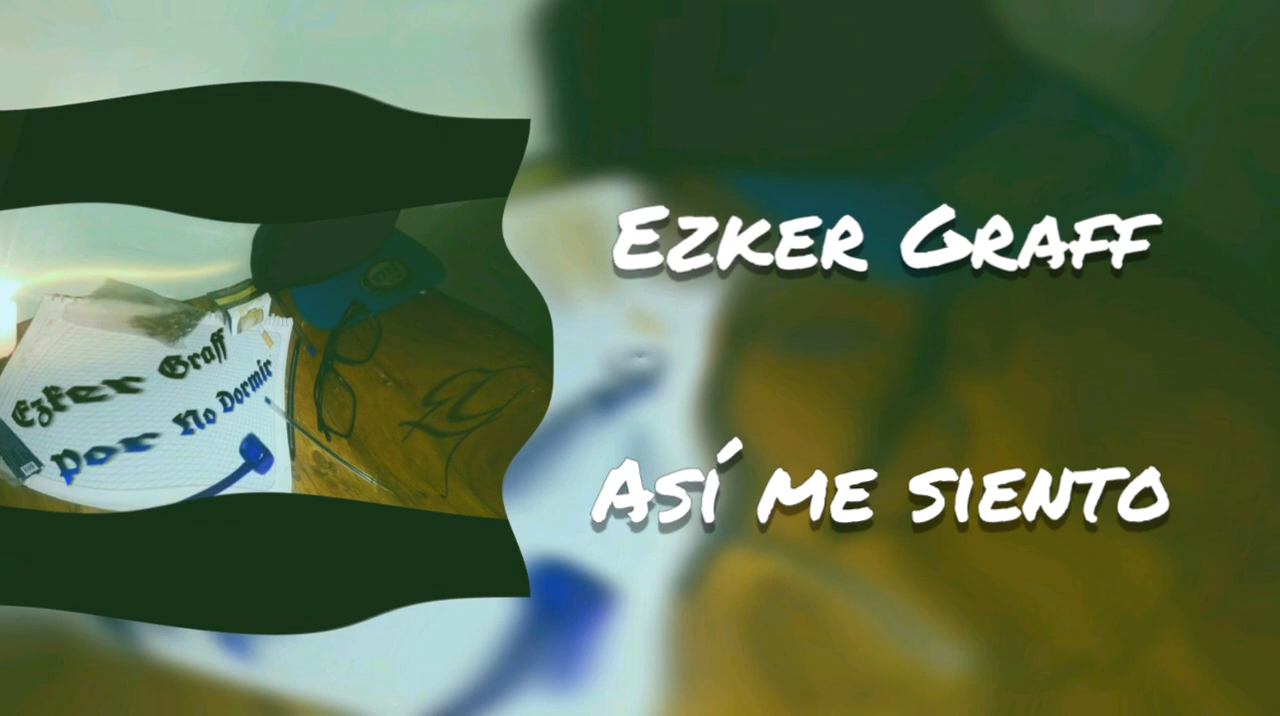 Ezker Graff
Por No Dormir
Ezker Graff
Así me siento